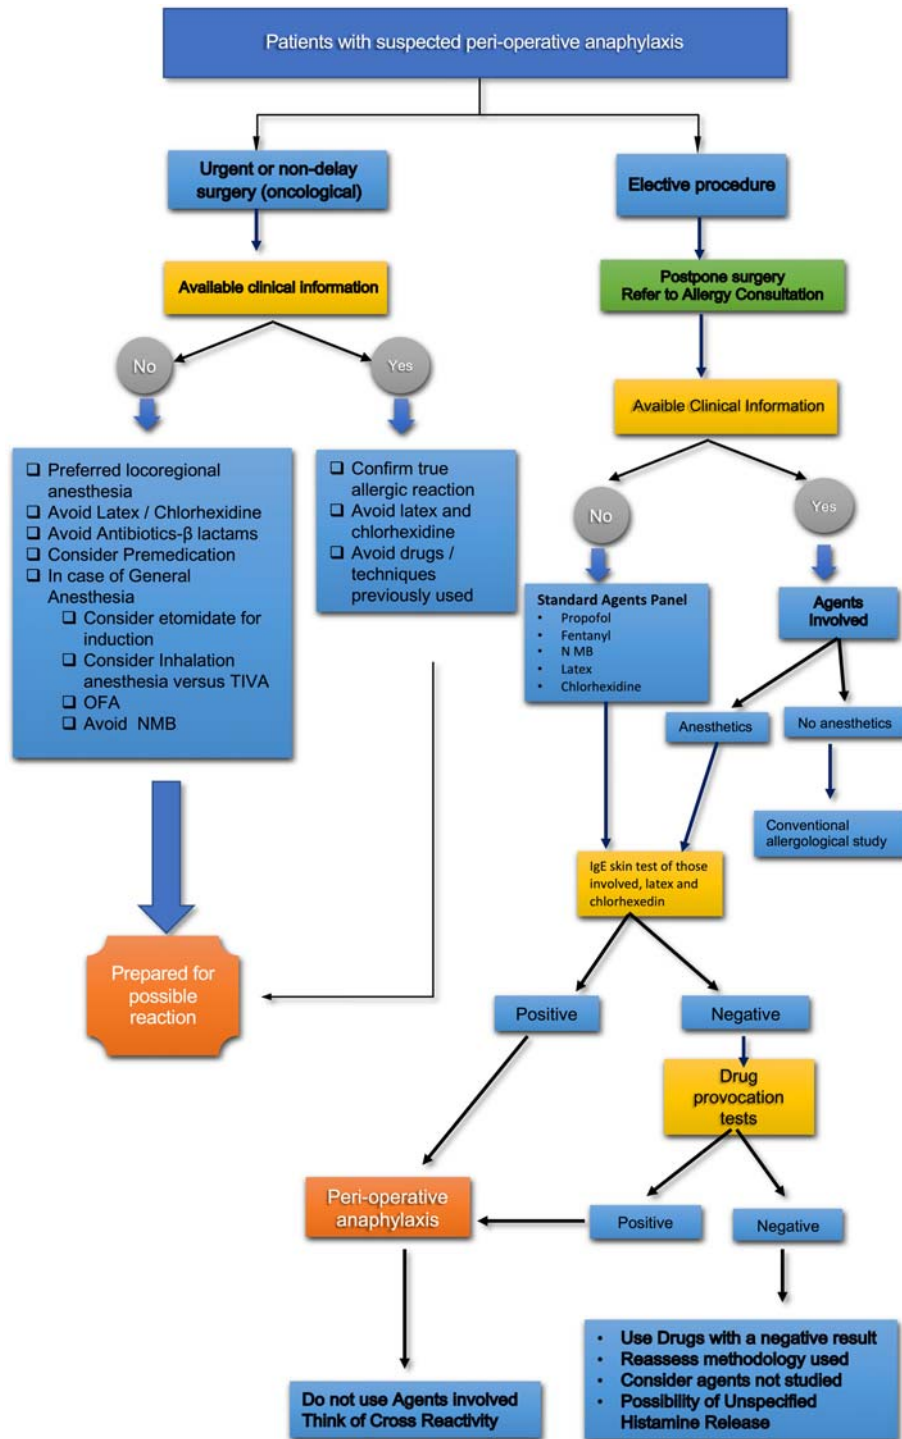 Patients with suspected peri-operative anaphylaxis
Urgent or non-delay
surgery (oncological)
Elective procedure
Available clinical information
Postpone surgery
Refer to Allergy Consultation
No
Yes
Avaible Clinical Information
❑ Preferred locoregional
anesthesia
❑ Avoid Latex / Chlorhexidine
❑ Avoid Antibiotics-β lactams
❑ Consider Premedication
❑ In case of General
Anesthesia
❑ Consider etomidate for
induction
❑ Consider Inhalation
anesthesia versus TIVA
❑ OFA
❑ Avoid NMB
❑ Confirm true
allergic reaction
❑ Avoid latex and
chlorhexidine
❑ Avoid drugs /
techniques
previously used
No
Yes
Standard Agents Panel
• Propofol
• Fentanyl
• N MB
• Latex
• Chlorhexidine
Agents
Involved
Anesthetics
No anesthetics
Conventional
allergological study
IgE skin test of those
involved, latex and
chlorhexedin
Prepared for
possible
reaction
Positive
Negative
Drug
provocation
tests
Peri-operative
anaphylaxis
Positive
Negative
Do not use Agents involved
Think of Cross Reactivity
• Use Drugs with a negative result
• Reassess methodology used
• Consider agents not studied
• Possibility of Unspecified
Histamine Release